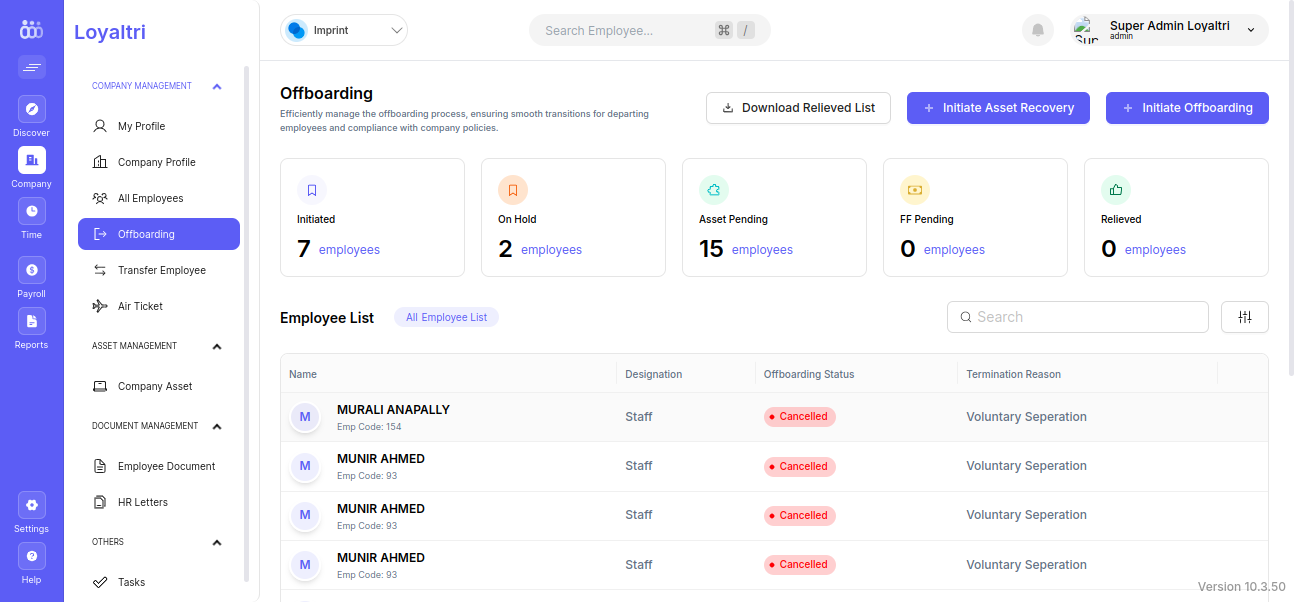 Loyaltri
Discover
Company
Time
Payroll
Reports
Settings
Help
COMPANY MANAGEMENT
My Profile
Company Profile
All Employees
Offboarding
Transfer Employee
Air Ticket
ASSET MANAGEMENT
Company Asset
DOCUMENT MANAGEMENT
Employee Document
HR Letters
OTHERS
Tasks
Imprint
Search Employee... ⌘ /
Super Admin Loyaltri
admin
Offboarding
Efficiently manage the offboarding process, ensuring smooth transitions for departing
employees and compliance with company policies.
Download Relieved List
Initiate Asset Recovery
Initiate Offboarding
Initiated
7 employees
On Hold
2 employees
Asset Pending
15 employees
FF Pending
0 employees
Relieved
0 employees
Employee List
All Employee List
Search
Name Designation Offboarding Status Termination Reason
M MURALI ANAPALLY Staff Cancelled Voluntary Seperation
Emp Code: 154
M MUNIR AHMED Staff Cancelled Voluntary Seperation
Emp Code: 93
M MUNIR AHMED Staff Cancelled Voluntary Seperation
Emp Code: 93
M MUNIR AHMED Staff Cancelled Voluntary Seperation
Emp Code: 93
Version 10.3.50